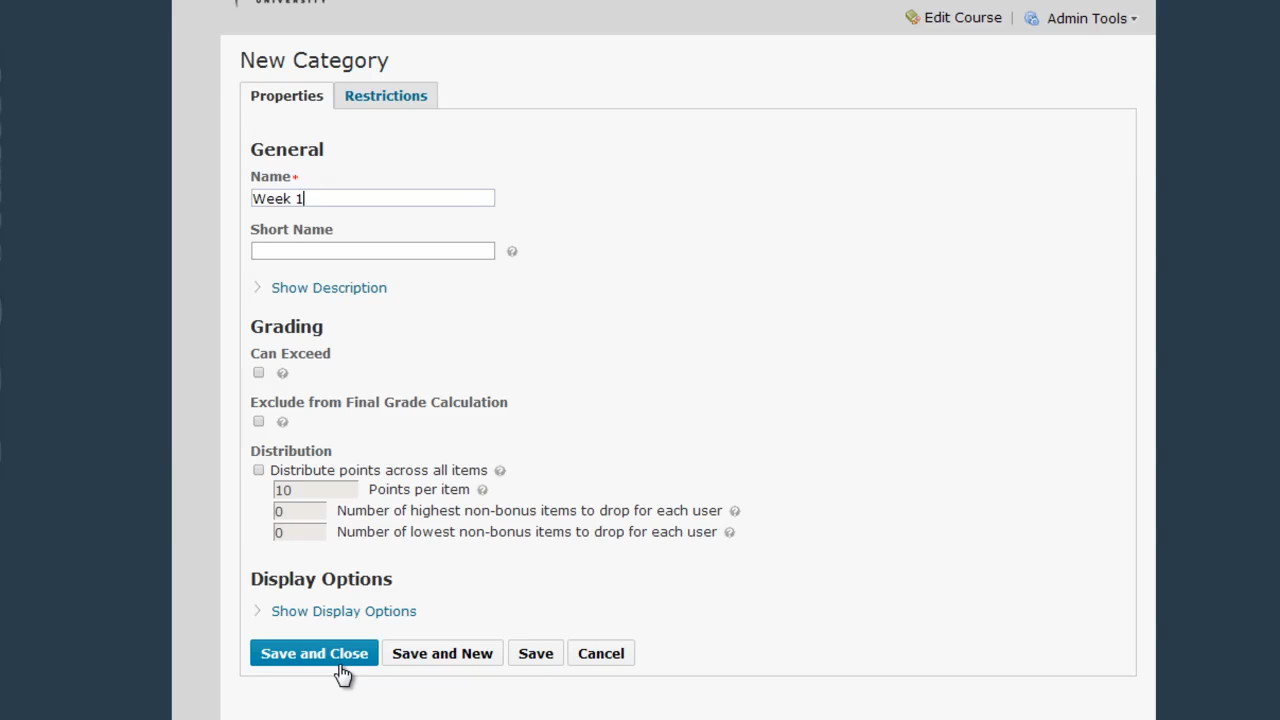 UNIVERSITY
Edit Course | Admin Tools
New Category
Properties Restrictions
General
Name*
Week 1
Short Name
Show Description
Grading
Can Exceed
Exclude from Final Grade Calculation
Distribution
Distribute points across all items
10 Points per item
0 Number of highest non-bonus items to drop for each user
0 Number of lowest non-bonus items to drop for each user
Display Options
Show Display Options
Save and Close Save and New Save Cancel